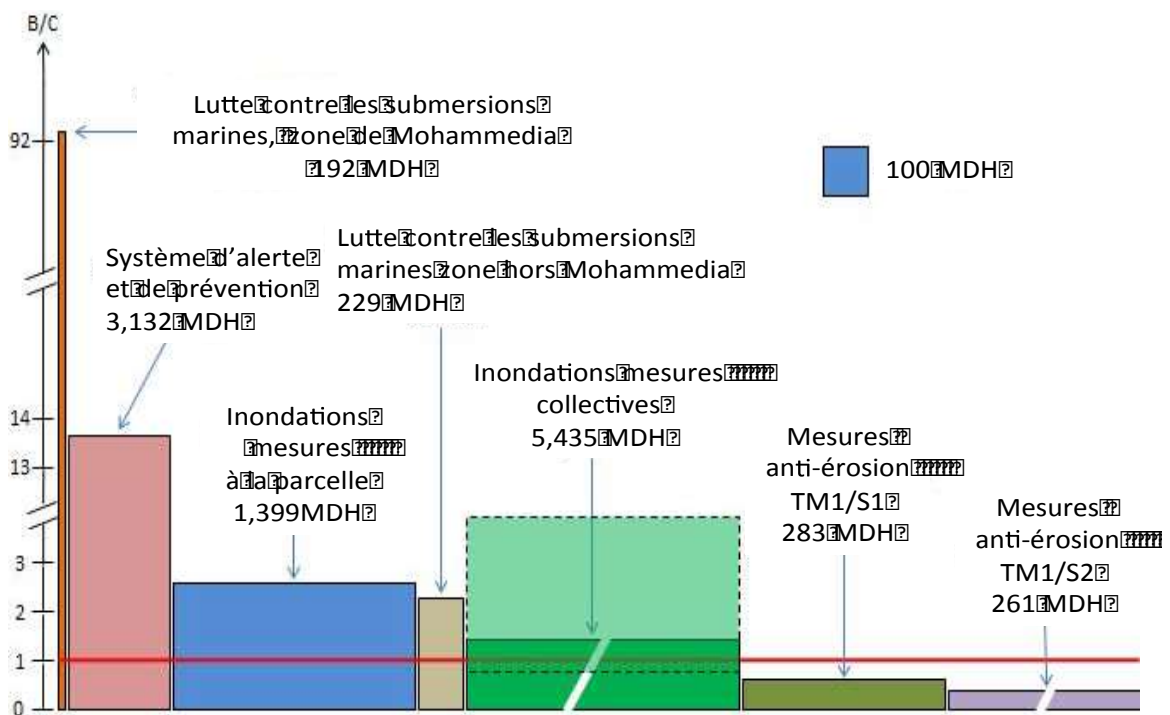 B/C
Lutte contre les submersions
marines, zone de Mohammedia
192 MDH
92
100 MDH
Lutte contre les submersions
marines zone hors Mohammedia
229 MDH
Système d'alerte
et de prévention
3,132 MDH
Inondations mesures
collectives
5,435 MDH
14
13
Inondations
mesures
à la parcelle
1,399MDH
Mesures
anti-érosion
TM1/S1
283 MDH
Mesures
anti-érosion
TM1/S2
261 MDH
3
2
1
0